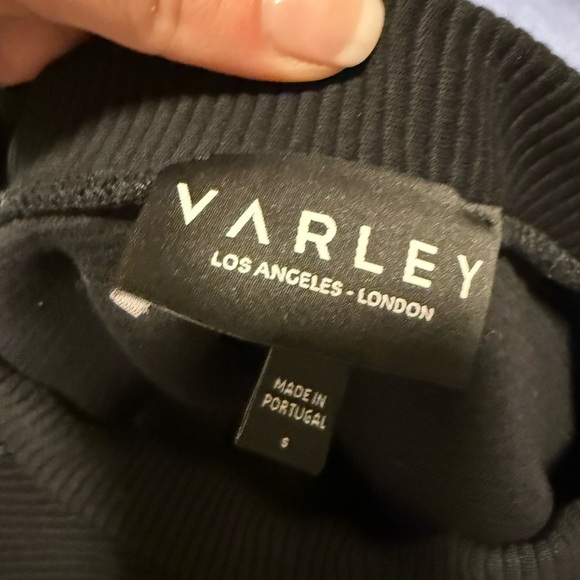 VARLEY
LOS ANGELES - LONDON
MADE IN
PORTUGAL
S